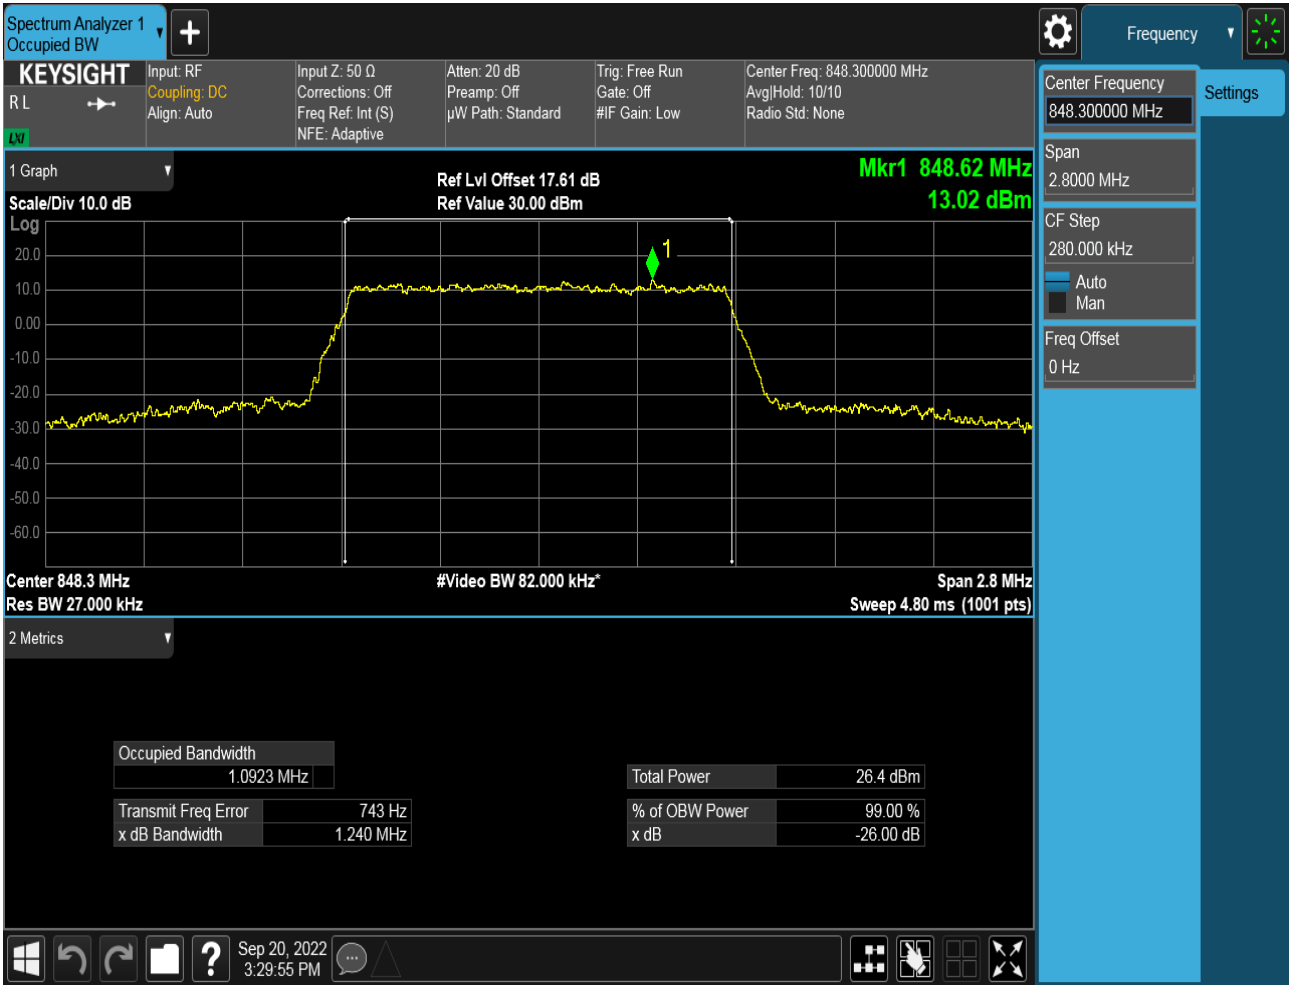 Spectrum Analyzer 1
Occupied BW
Frequency
KEYSIGHT
R L
LXI
Input: RF
Coupling: DC
Align: Auto
Input Z: 50 Ω
Corrections: Off
Freq Ref: Int (S)
NFE: Adaptive
Atten: 20 dB
Preamp: Off
µW Path: Standard
Trig: Free Run
Gate: Off
#IF Gain: Low
Center Freq: 848.300000 MHz
Avg|Hold: 10/10
Radio Std: None
Center Frequency
848.300000 MHz
Settings
Span
2.8000 MHz
CF Step
280.000 kHz
Auto
Man
Freq Offset
0 Hz
1 Graph
Scale/Div 10.0 dB
Log
Ref Lvl Offset 17.61 dB
Ref Value 30.00 dBm
Mkr1 848.62 MHz
13.02 dBm
1
20.0
10.0
0.00
-10.0
-20.0
-30.0
-40.0
-50.0
-60.0
Center 848.3 MHz
Res BW 27.000 kHz
#Video BW 82.000 kHz*
Span 2.8 MHz
Sweep 4.80 ms (1001 pts)
2 Metrics
Occupied Bandwidth
1.0923 MHz
Transmit Freq Error 743 Hz
x dB Bandwidth 1.240 MHz
Total Power 26.4 dBm
% of OBW Power 99.00 %
x dB -26.00 dB
Sep 20, 2022
3:29:55 PM